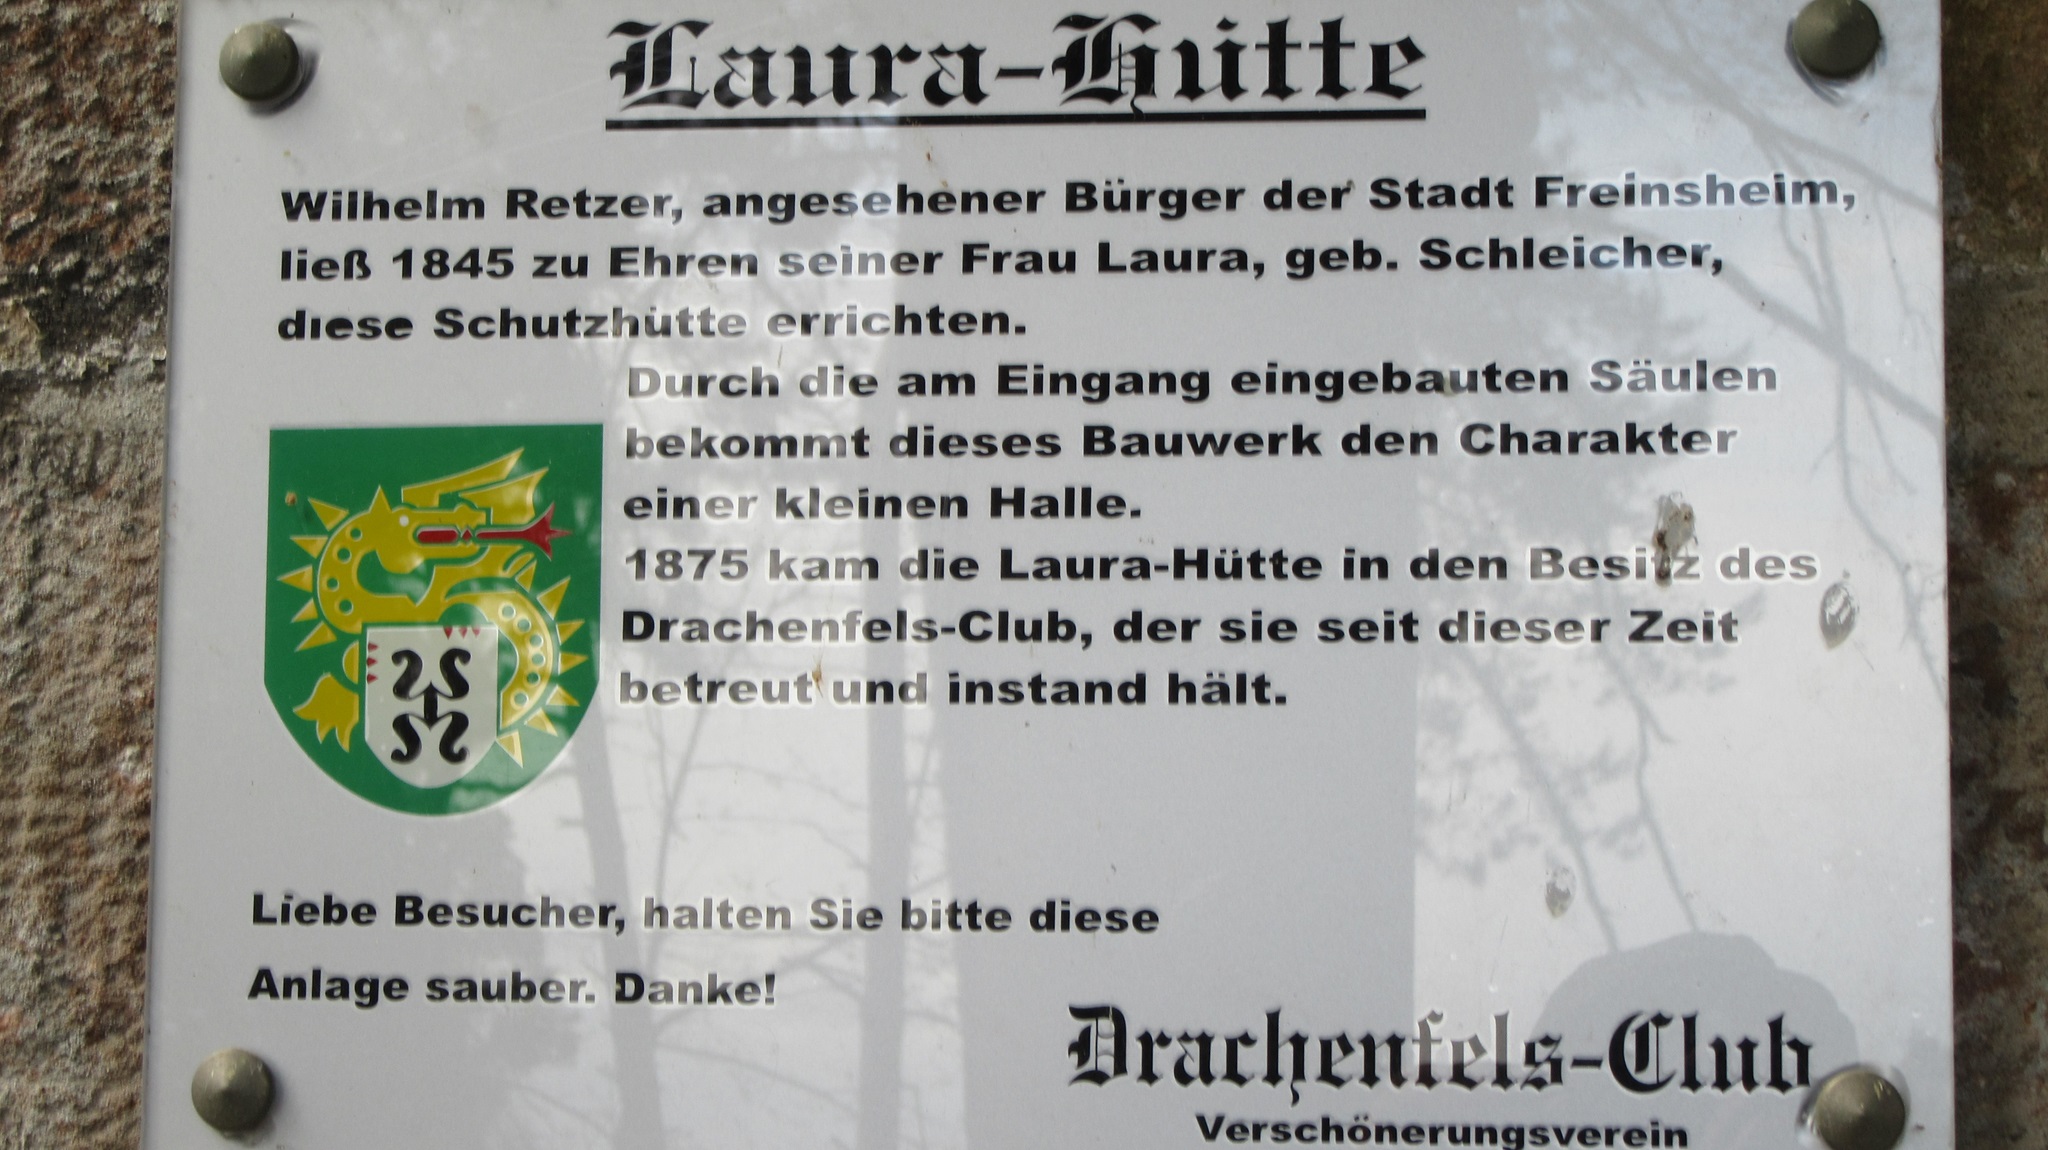 Laura-Hütte
Wilhelm Retzer, angesehener Bürger der Stadt Freinsheim,
ließ 1845 zu Ehren seiner Frau Laura, geb. Schleicher,
diese Schutzhütte errichten.
Durch die am Eingang eingebauten Säulen
bekommt dieses Bauwerk den Charakter
einer kleinen Halle.
1875 kam die Laura-Hütte in den Besitz des
Drachenfels-Club, der sie seit dieser Zeit
betreut und instand hält.
Liebe Besucher, halten Sie bitte diese
Anlage sauber. Danke!
Drachenfels-Club
Verschönerungsverein